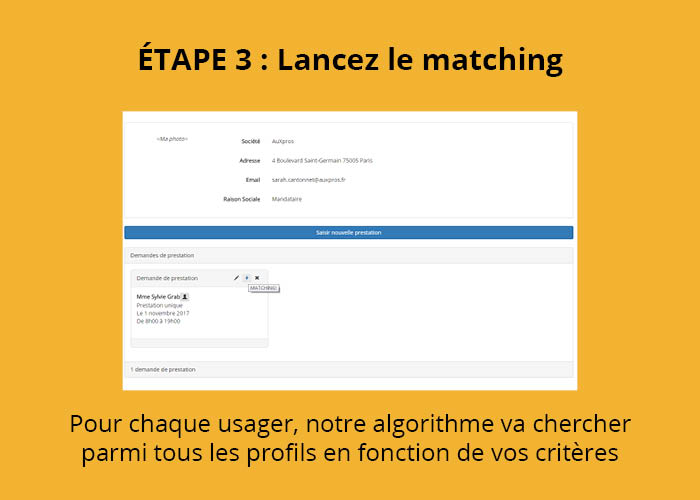 ÉTAPE 3 : Lancez le matching
«Ma photo»
Société AuXpros
Adresse 4 Boulevard Saint-Germain 75005 Paris
Email sarah.cantonnet@auxpros.fr
Raison Sociale Mandataire
Saisir nouvelle prestation
Demandes de prestation
Demande de prestation
MATCHING!
Mme Sylvie Grab
Prestation unique
Le 1 novembre 2017
De 8h00 à 19h00
1 demande de prestation
Pour chaque usager, notre algorithme va chercher
parmi tous les profils en fonction de vos critères